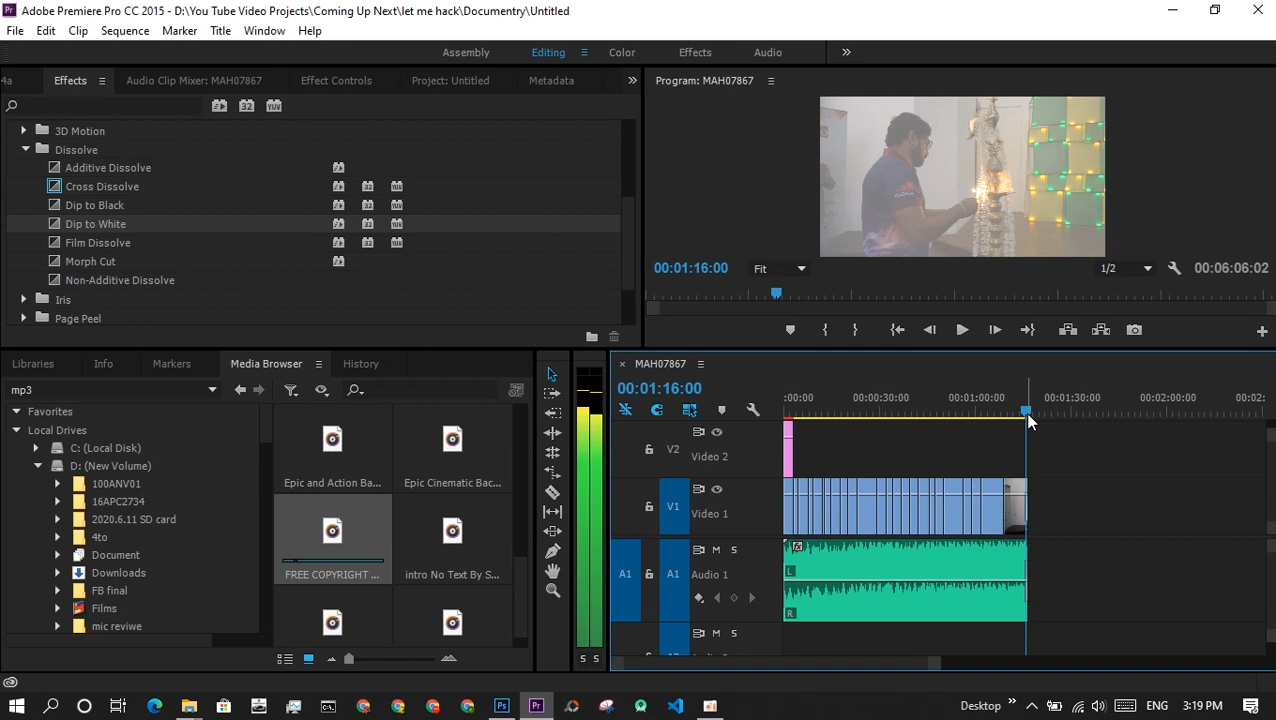 Adobe Premiere Pro CC 2015 - D:\You Tube Video Projects\Coming Up Next\let me hack\Documentry\Untitled
File Edit Clip Sequence Marker Title Window Help
Assembly Editing Color Effects Audio
4a Effects Audio Clip Mixer: MAH07867 Effect Controls Project: Untitled Metadata
Program: MAH07867
3D Motion
Dissolve
Additive Dissolve
Cross Dissolve
Dip to Black
Dip to White
Film Dissolve
Morph Cut
Non-Additive Dissolve
Iris
Page Peel
00:01:16:00 Fit 1/2 00:06:06:02
Libraries Info Markers Media Browser History
mp3
Favorites
Local Drives
C: (Local Disk)
D: (New Volume)
100ANV01
16APC2734
2020.6.11 SD card
4to
Document
Downloads
FB final
Films
mic reviwe
Epic and Action Ba...
Epic Cinematic Bac...
FREE COPYRIGHT ...
intro No Text By S...
S S
MAH07867
00:01:16:00
:00:00 00:00:30:00 00:01:00:00 00:01:30:00 00:02:00:00 00:02:
V2 Video 2
V1 Video 1
A1 A1 M S
Audio 1
L
R
M S
Desktop ENG 3:19 PM